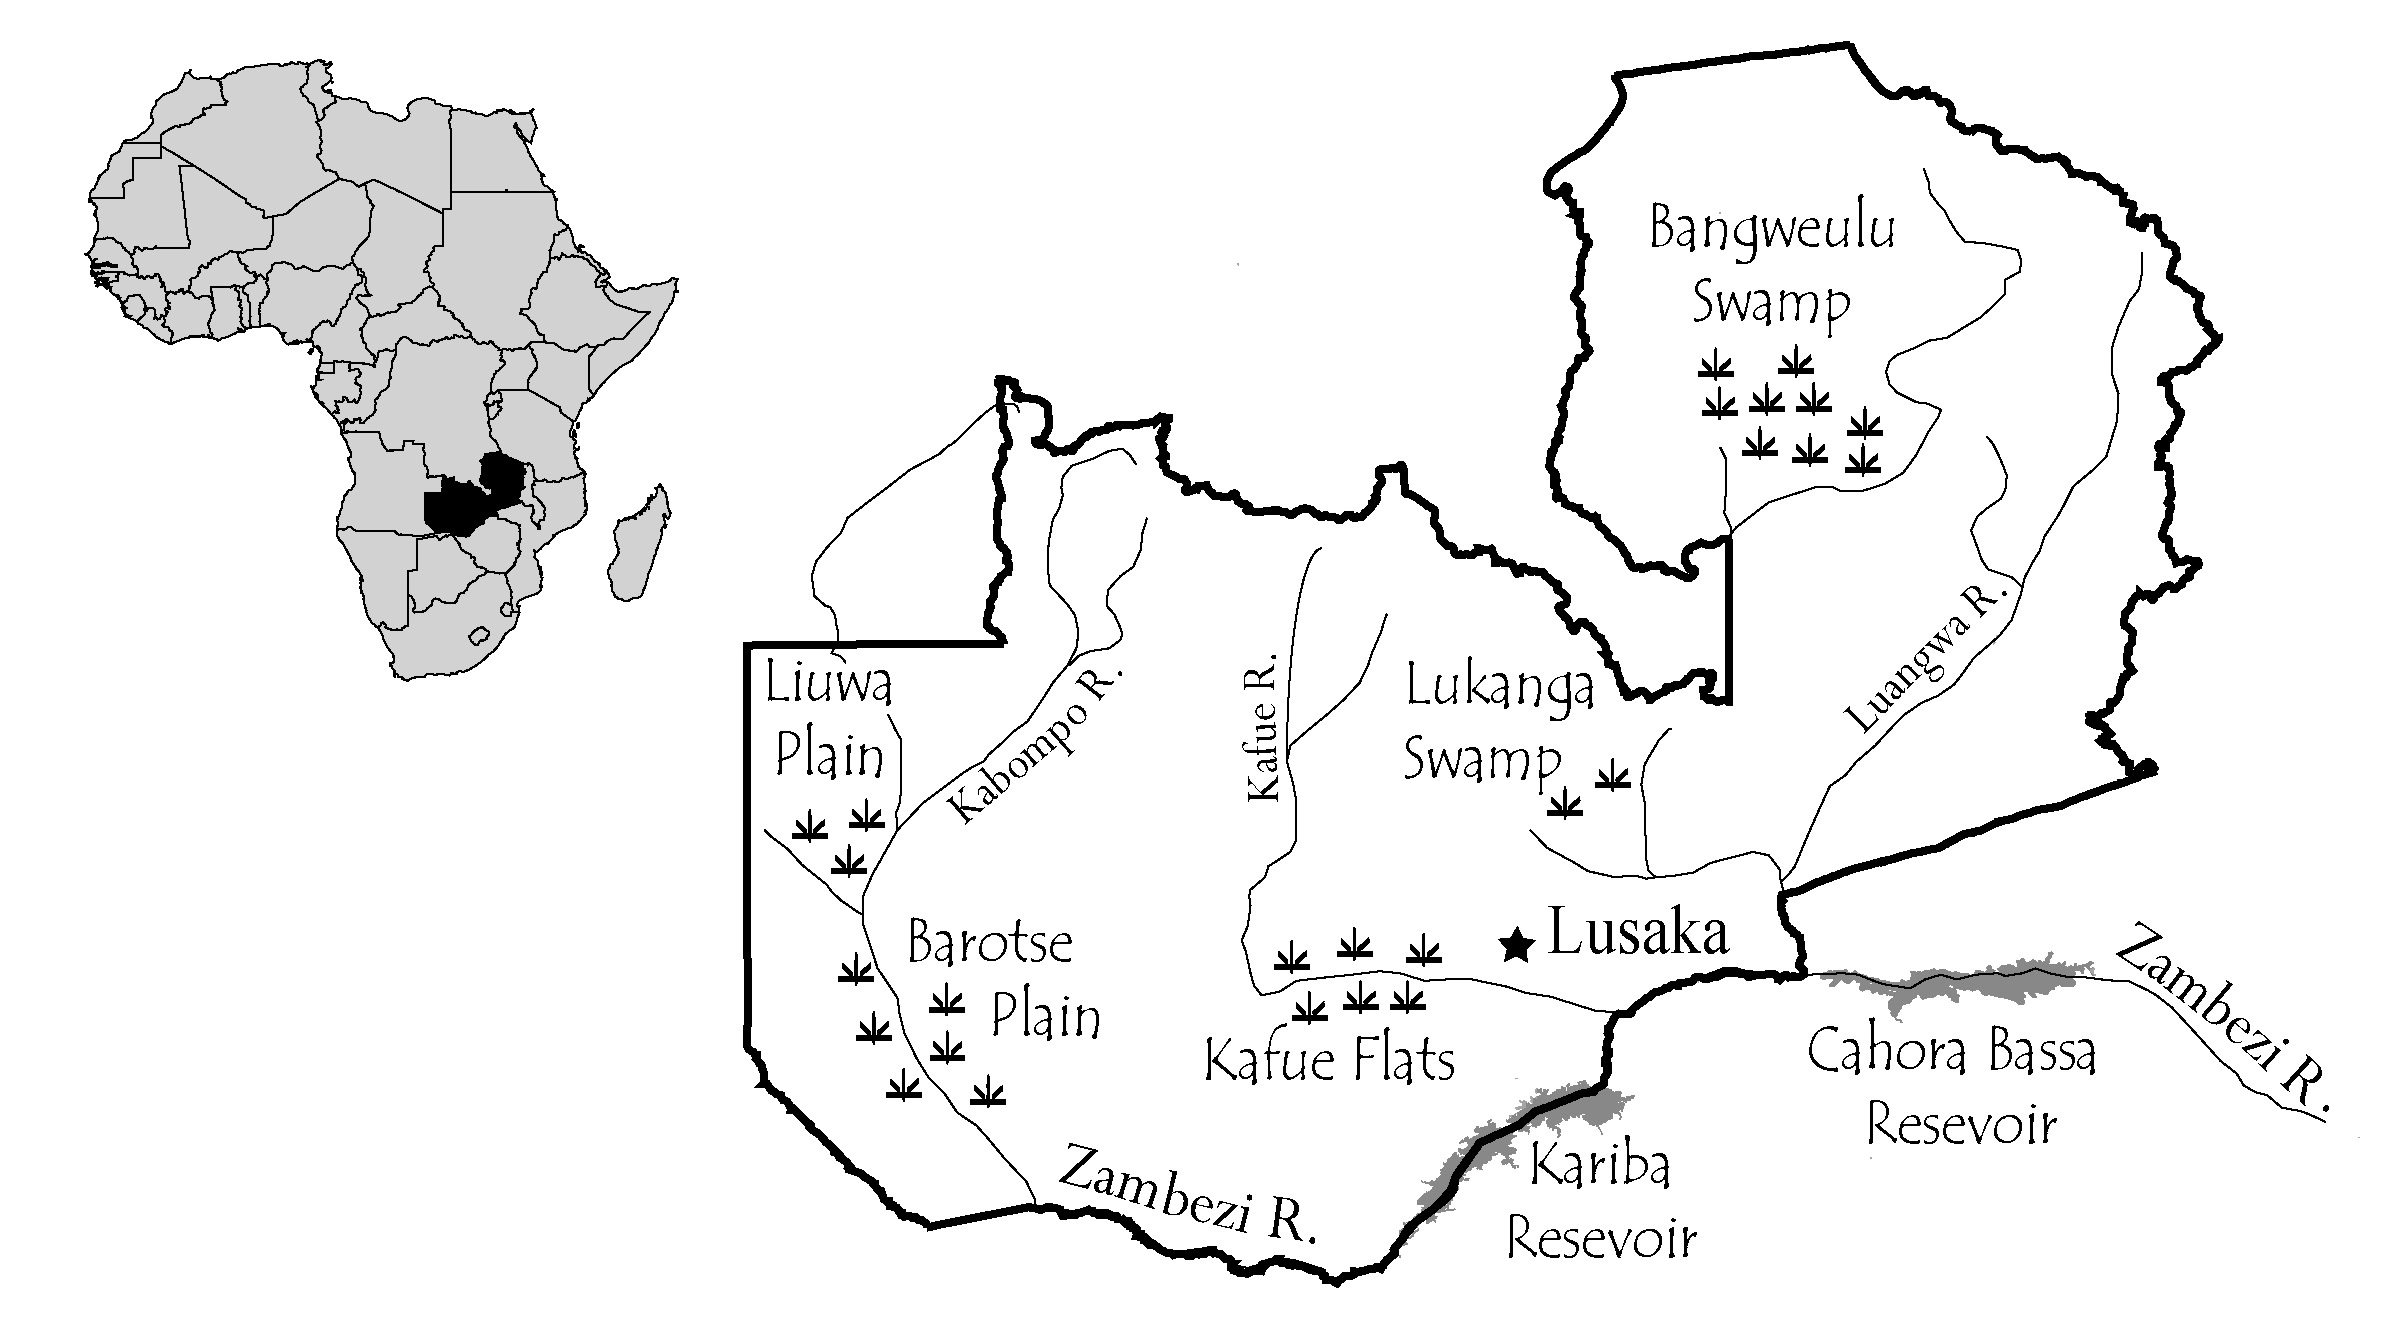 Bangweulu
Swamp
Liuwa
Plain
Kabompo R.
Kafue R.
Lukanga
Swamp
Luangwa R.
Barotse
Plain
Lusaka
Kafue Flats
Zambezi R.
Cahora Bassa
Resevoir
Zambezi R.
Kariba
Resevoir